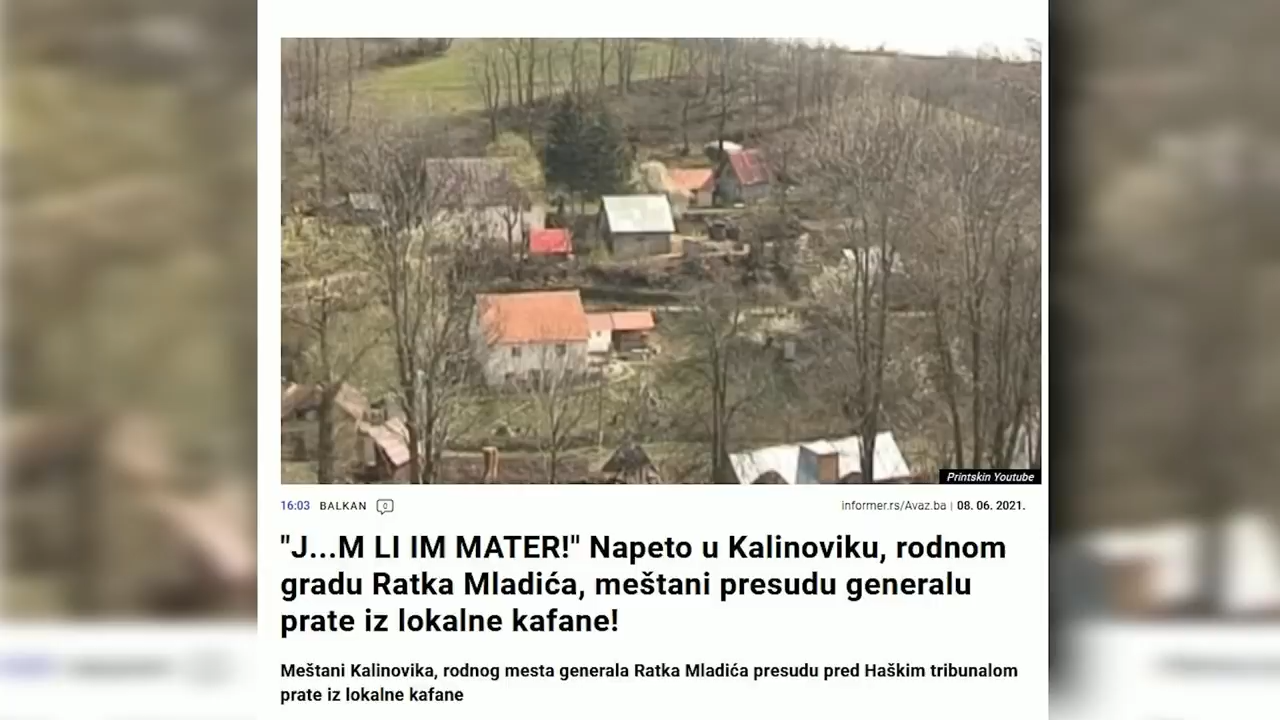 Printskin Youtube
16:03 BALKAN 0 informer.rs/Avaz.ba | 08. 06. 2021.
"J...M LI IM MATER!" Napeto u Kalinoviku, rodnom
gradu Ratka Mladića, meštani presudu generalu
prate iz lokalne kafane!
Meštani Kalinovika, rodnog mesta generala Ratka Mladića presudu pred Haškim tribunalom
prate iz lokalne kafane